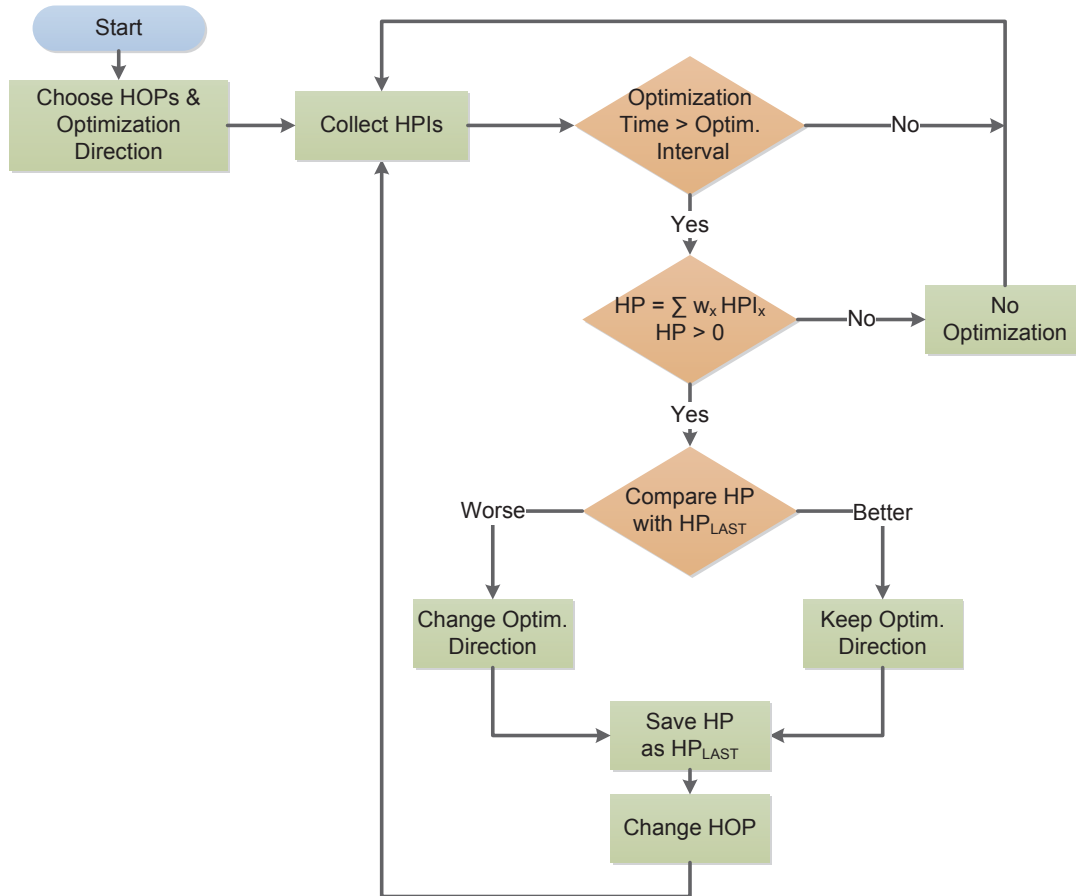 Start
Choose HOPs &
Optimization
Direction
Collect HPIs
Optimization
Time > Optim.
Interval
No
Yes
HP = ∑ wₓ HPIₓ
HP > 0
No
No
Optimization
Yes
Compare HP
with HP_LAST
Worse
Better
Change Optim.
Direction
Keep Optim.
Direction
Save HP
as HP_LAST
Change HOP